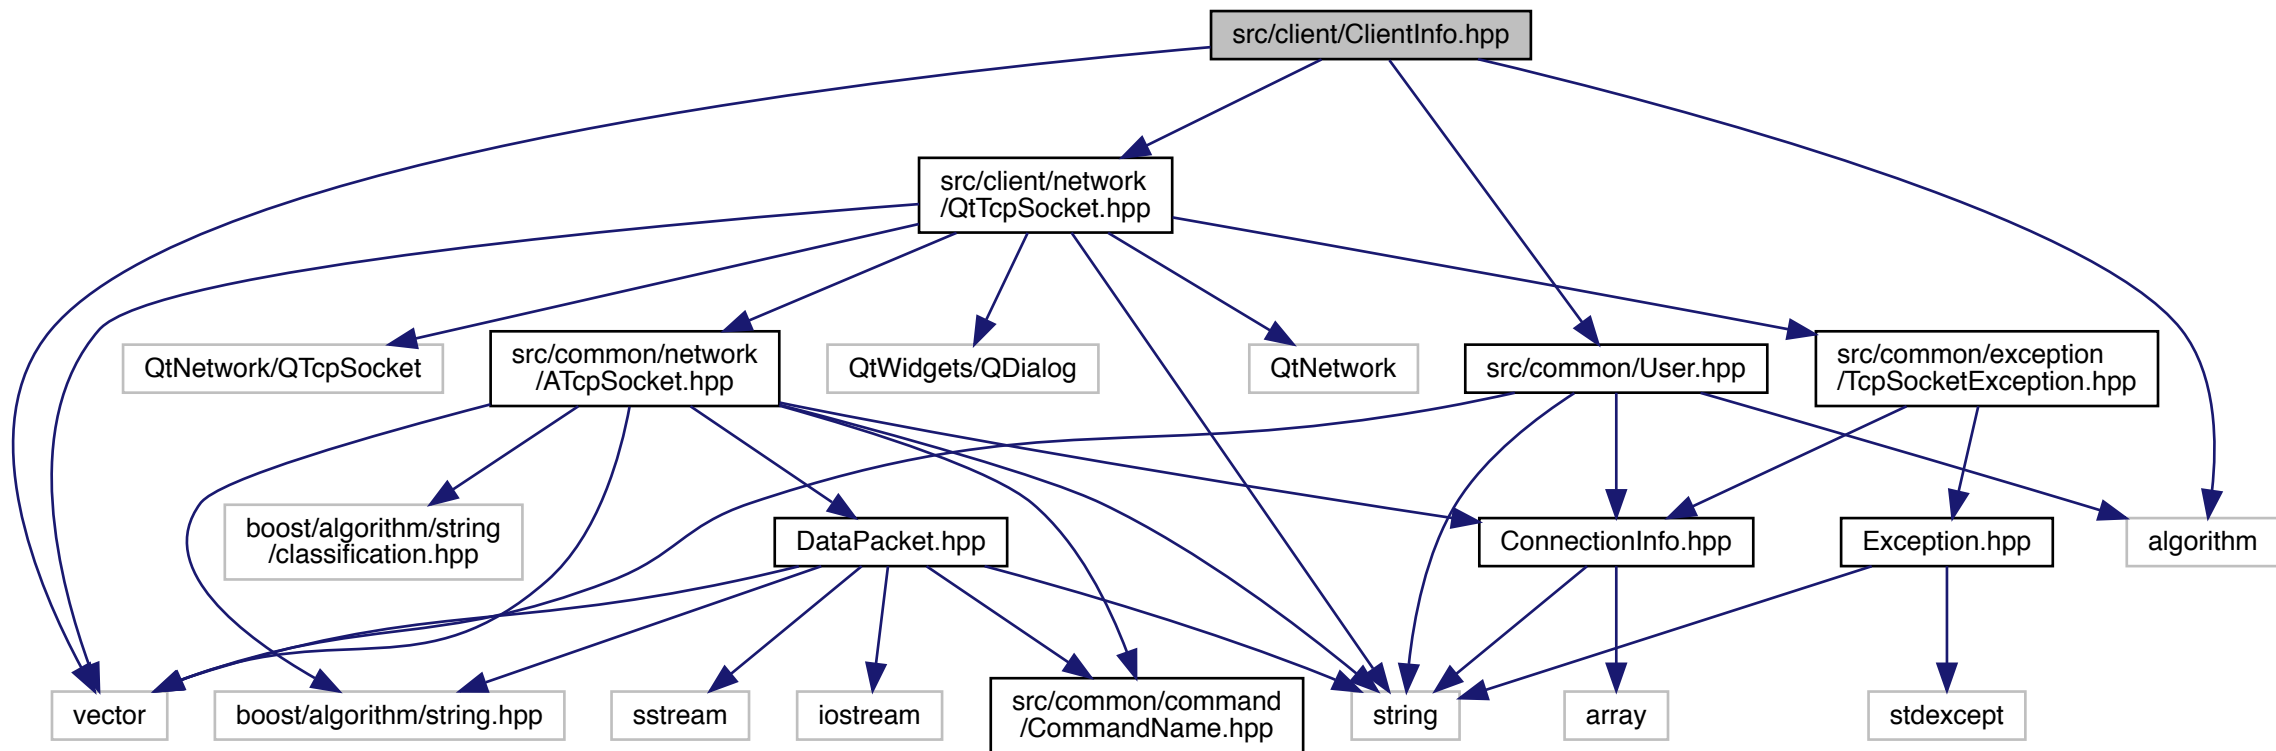 src/client/ClientInfo.hpp
src/client/network
/QtTcpSocket.hpp
QtNetwork/QTcpSocket
src/common/network
/ATcpSocket.hpp
QtWidgets/QDialog
QtNetwork
src/common/User.hpp
src/common/exception
/TcpSocketException.hpp
boost/algorithm/string
/classification.hpp
DataPacket.hpp
ConnectionInfo.hpp
Exception.hpp
algorithm
vector
boost/algorithm/string.hpp
sstream
iostream
src/common/command
/CommandName.hpp
string
array
stdexcept